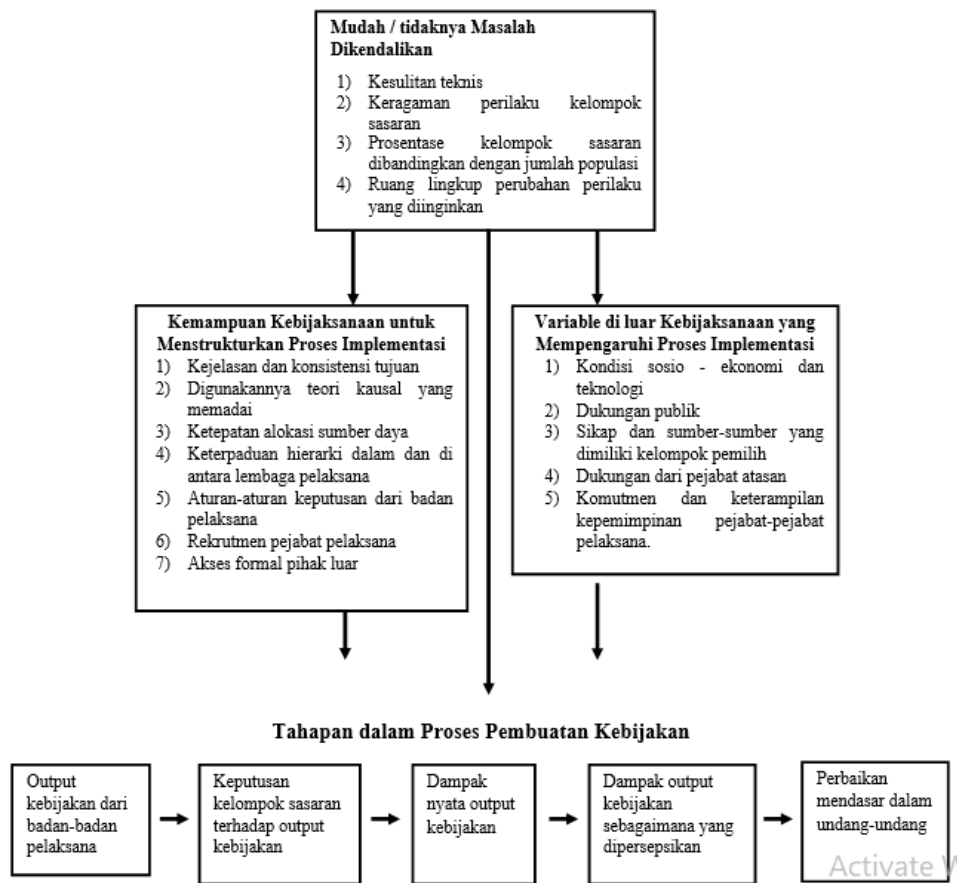 Mudah / tidaknya Masalah
Dikendalikan
1) Kesulitan teknis
2) Keragaman perilaku kelompok
sasaran
3) Prosentase kelompok sasaran
dibandingkan dengan jumlah populasi
4) Ruang lingkup perubahan perilaku
yang diinginkan
Kemampuan Kebijaksanaan untuk
Menstrukturkan Proses Implementasi
1) Kejelasan dan konsistensi tujuan
2) Digunakannya teori kausal yang
memadai
3) Ketepatan alokasi sumber daya
4) Keterpaduan hierarki dalam dan di
antara lembaga pelaksana
5) Aturan-aturan keputusan dari badan
pelaksana
6) Rekrutmen pejabat pelaksana
7) Akses formal pihak luar
Variable di luar Kebijaksanaan yang
Mempengaruhi Proses Implementasi
1) Kondisi sosio - ekonomi dan
teknologi
2) Dukungan publik
3) Sikap dan sumber-sumber yang
dimiliki kelompok pemilih
4) Dukungan dari pejabat atasan
5) Komutmen dan keterampilan
kepemimpinan pejabat-pejabat
pelaksana.
Tahapan dalam Proses Pembuatan Kebijakan
Output
kebijakan dari
badan-badan
pelaksana
Keputusan
kelompok sasaran
terhadap output
kebijakan
Dampak
nyata output
kebijakan
Dampak output
kebijakan
sebagaimana yang
dipersepsikan
Perbaikan
mendasar dalam
undang-undang
Activate W